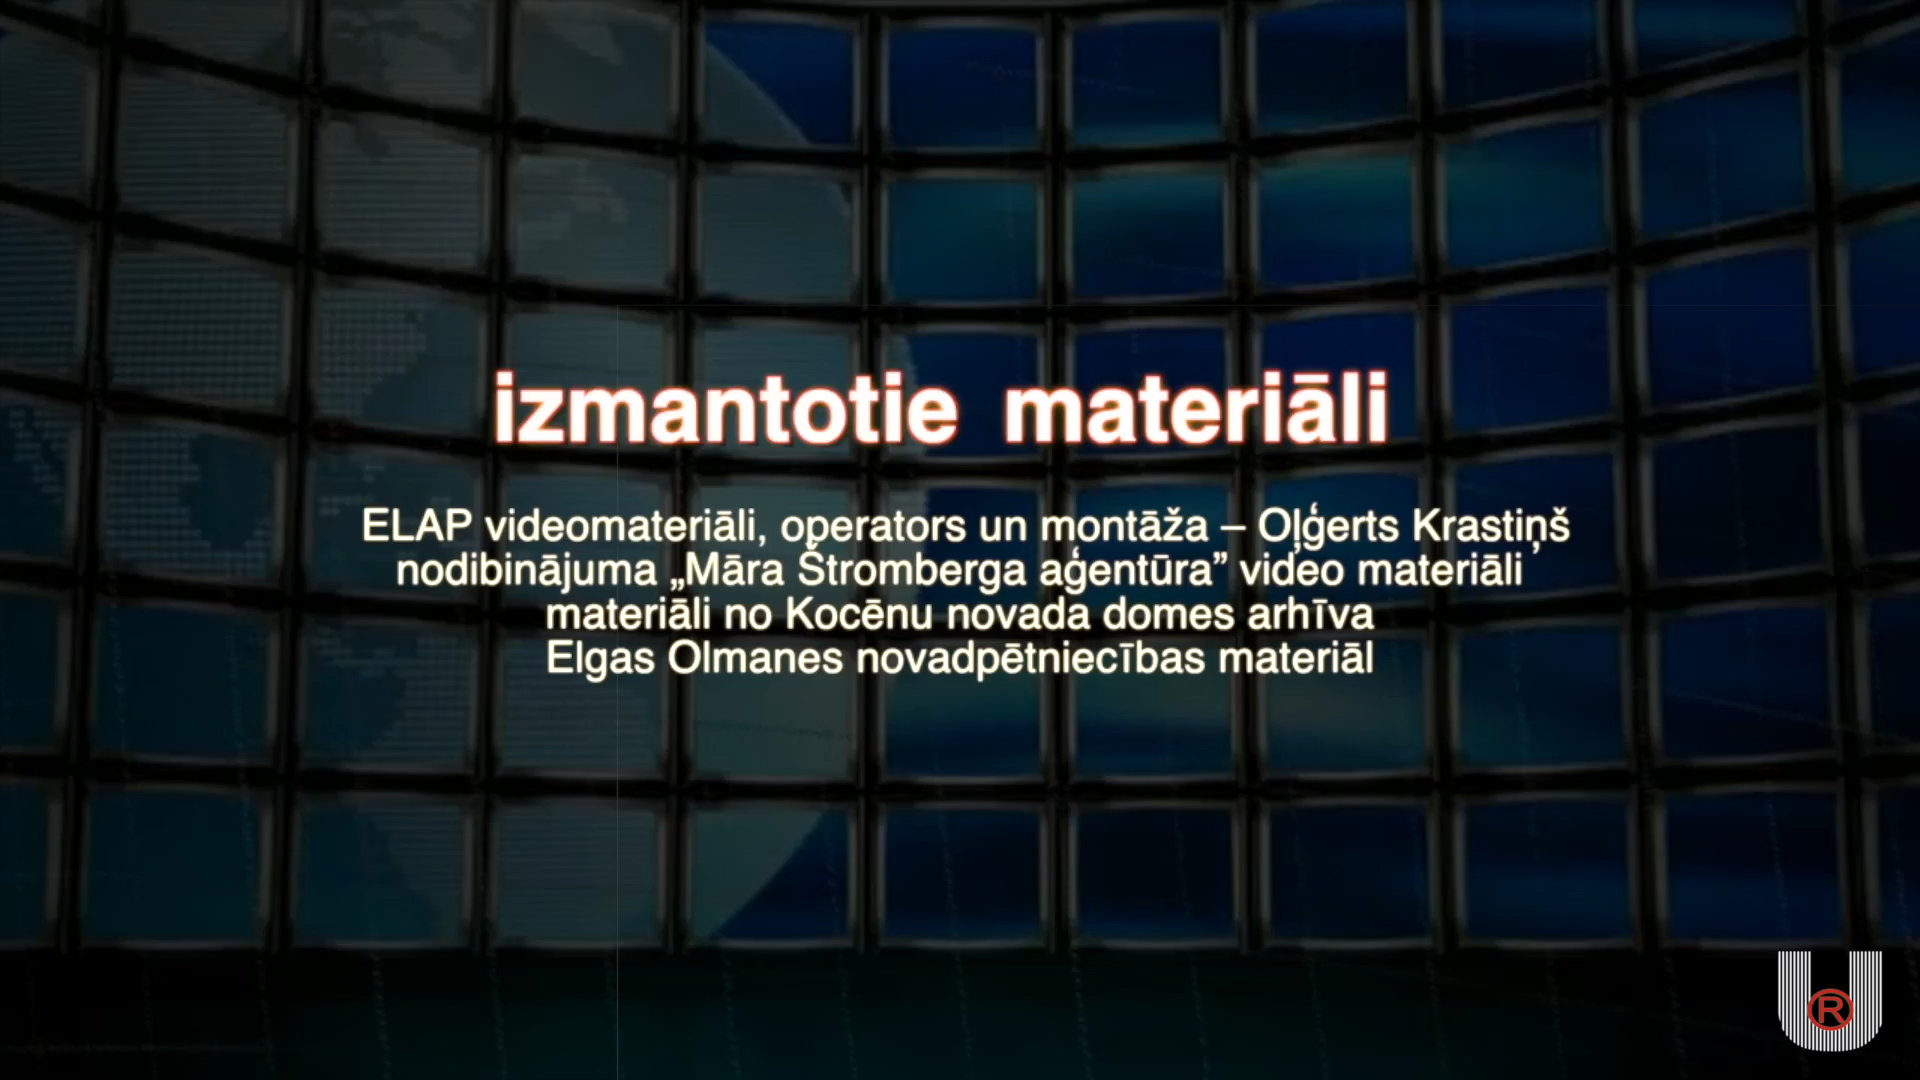 izmantotie materiāli
ELAP videomateriāli, operators un montāža – Oļģerts Krastiņš
nodibinājuma „Māra Štromberga aģentūra” video materiāli
materiāli no Kocēnu novada domes arhīva
Elgas Olmanes novadpētniecības materiāl
U
®